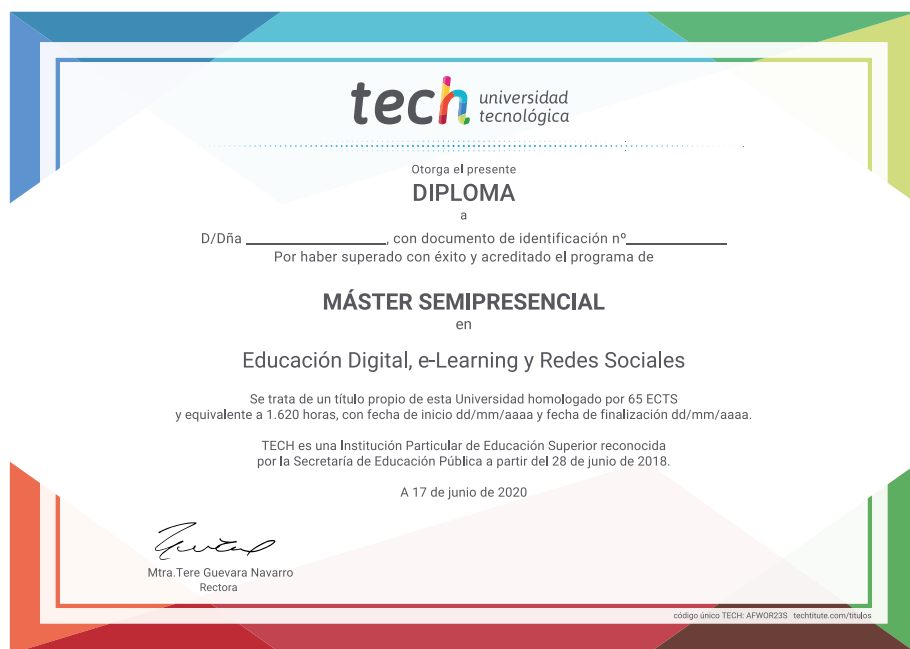 tech universidad
tecnológica
Otorga el presente
DIPLOMA
a
D/Dña ____________________, con documento de identificación nº______________
Por haber superado con éxito y acreditado el programa de
MÁSTER SEMIPRESENCIAL
en
Educación Digital, e-Learning y Redes Sociales
Se trata de un título propio de esta Universidad homologado por 65 ECTS
y equivalente a 1.620 horas, con fecha de inicio dd/mm/aaaa y fecha de finalización dd/mm/aaaa.
TECH es una Institución Particular de Educación Superior reconocida
por la Secretaría de Educación Pública a partir del 28 de junio de 2018.
A 17 de junio de 2020
Mtra.Tere Guevara Navarro
Rectora
código único TECH: AFWOR23S techtitute.com/titulos